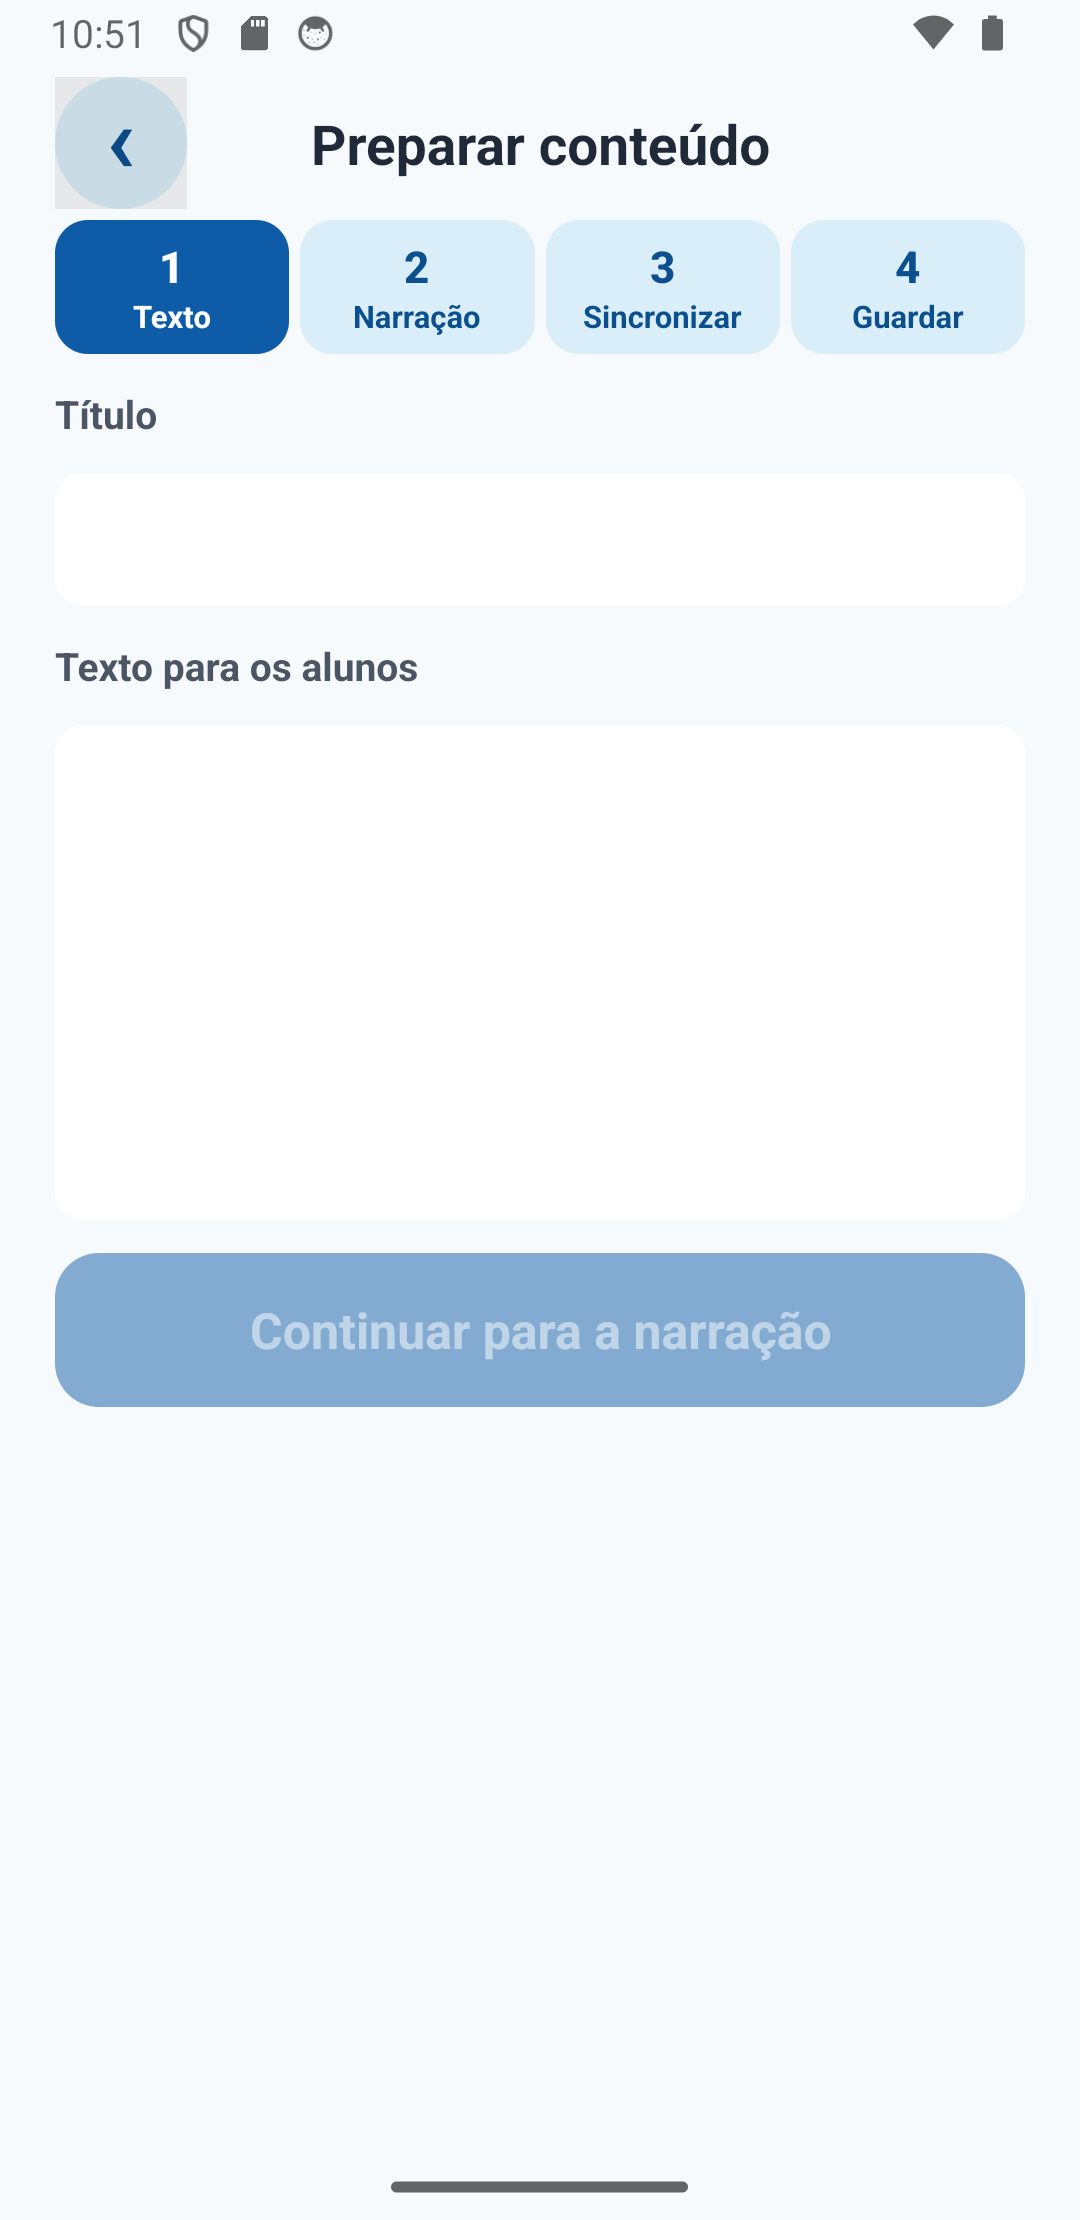 10:51
Preparar conteúdo
1
Texto
2
Narração
3
Sincronizar
4
Guardar
Título
Texto para os alunos
Continuar para a narração